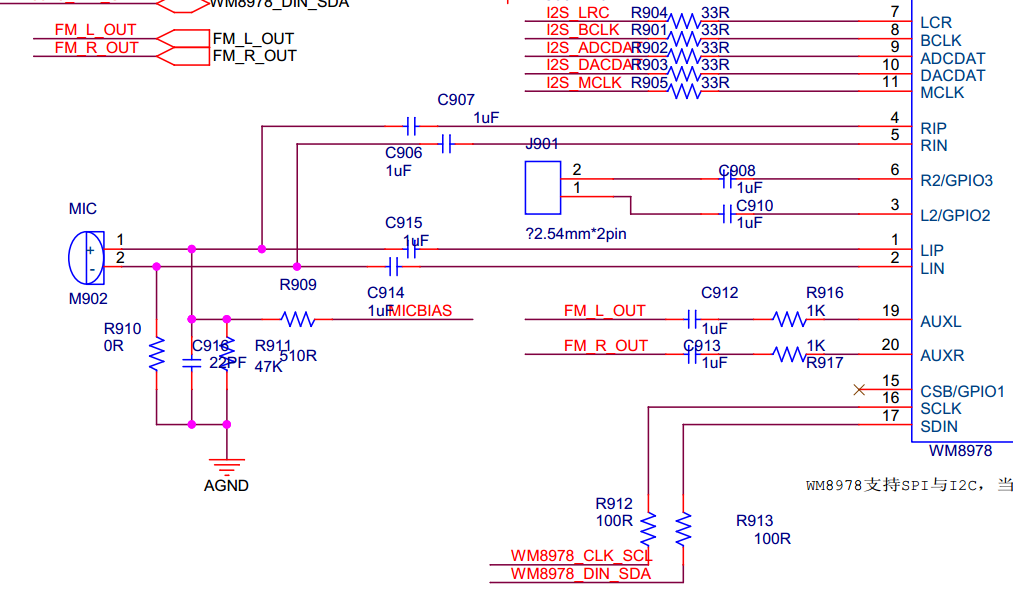 WM8978_DIN_SDA
FM_L_OUT
FM_L_OUT
FM_R_OUT
FM_R_OUT
I2S_LRC R904 33R 7 LCR
I2S_BCLK R901 33R 8 BCLK
I2S_ADCDAT R902 33R 9 ADCDAT
I2S_DACDAT R903 33R 10 DACDAT
I2S_MCLK R905 33R 11 MCLK
C907
1uF
4 RIP
C906
1uF
5 RIN
J901
2
1
C908
1uF
6 R2/GPIO3
C910
1uF
3 L2/GPIO2
?2.54mm*2pin
MIC
1
+
2
-
M902
C915
1uF
1 LIP
2 LIN
C914
1uF
R909
510R
MICBIAS
R910
0R
22PF
R911
47K
FM_L_OUT
C912
1uF
R916
1K
19 AUXL
FM_R_OUT
C913
1uF
1K
R917
20 AUXR
15 CSB/GPIO1
16 SCLK
17 SDIN
WM8978
AGND
WM8978支持SPI与I2C，当
R912
100R
R913
100R
WM8978_CLK_SCL
WM8978_DIN_SDA